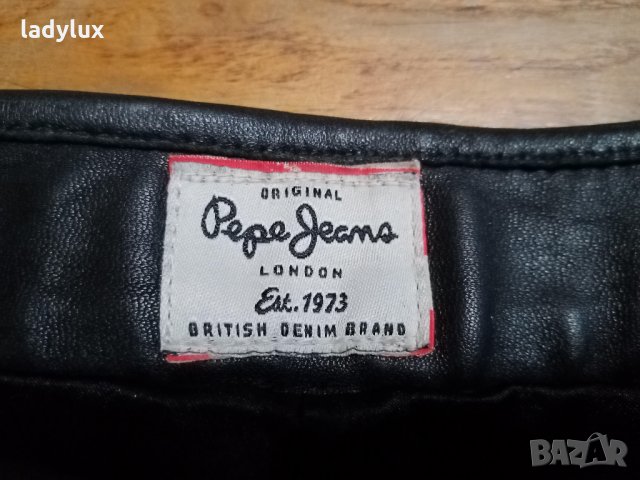 ladylux
ORIGINAL
Pepe Jeans
LONDON
Est. 1973
BRITISH DENIM BRAND
BAZAR